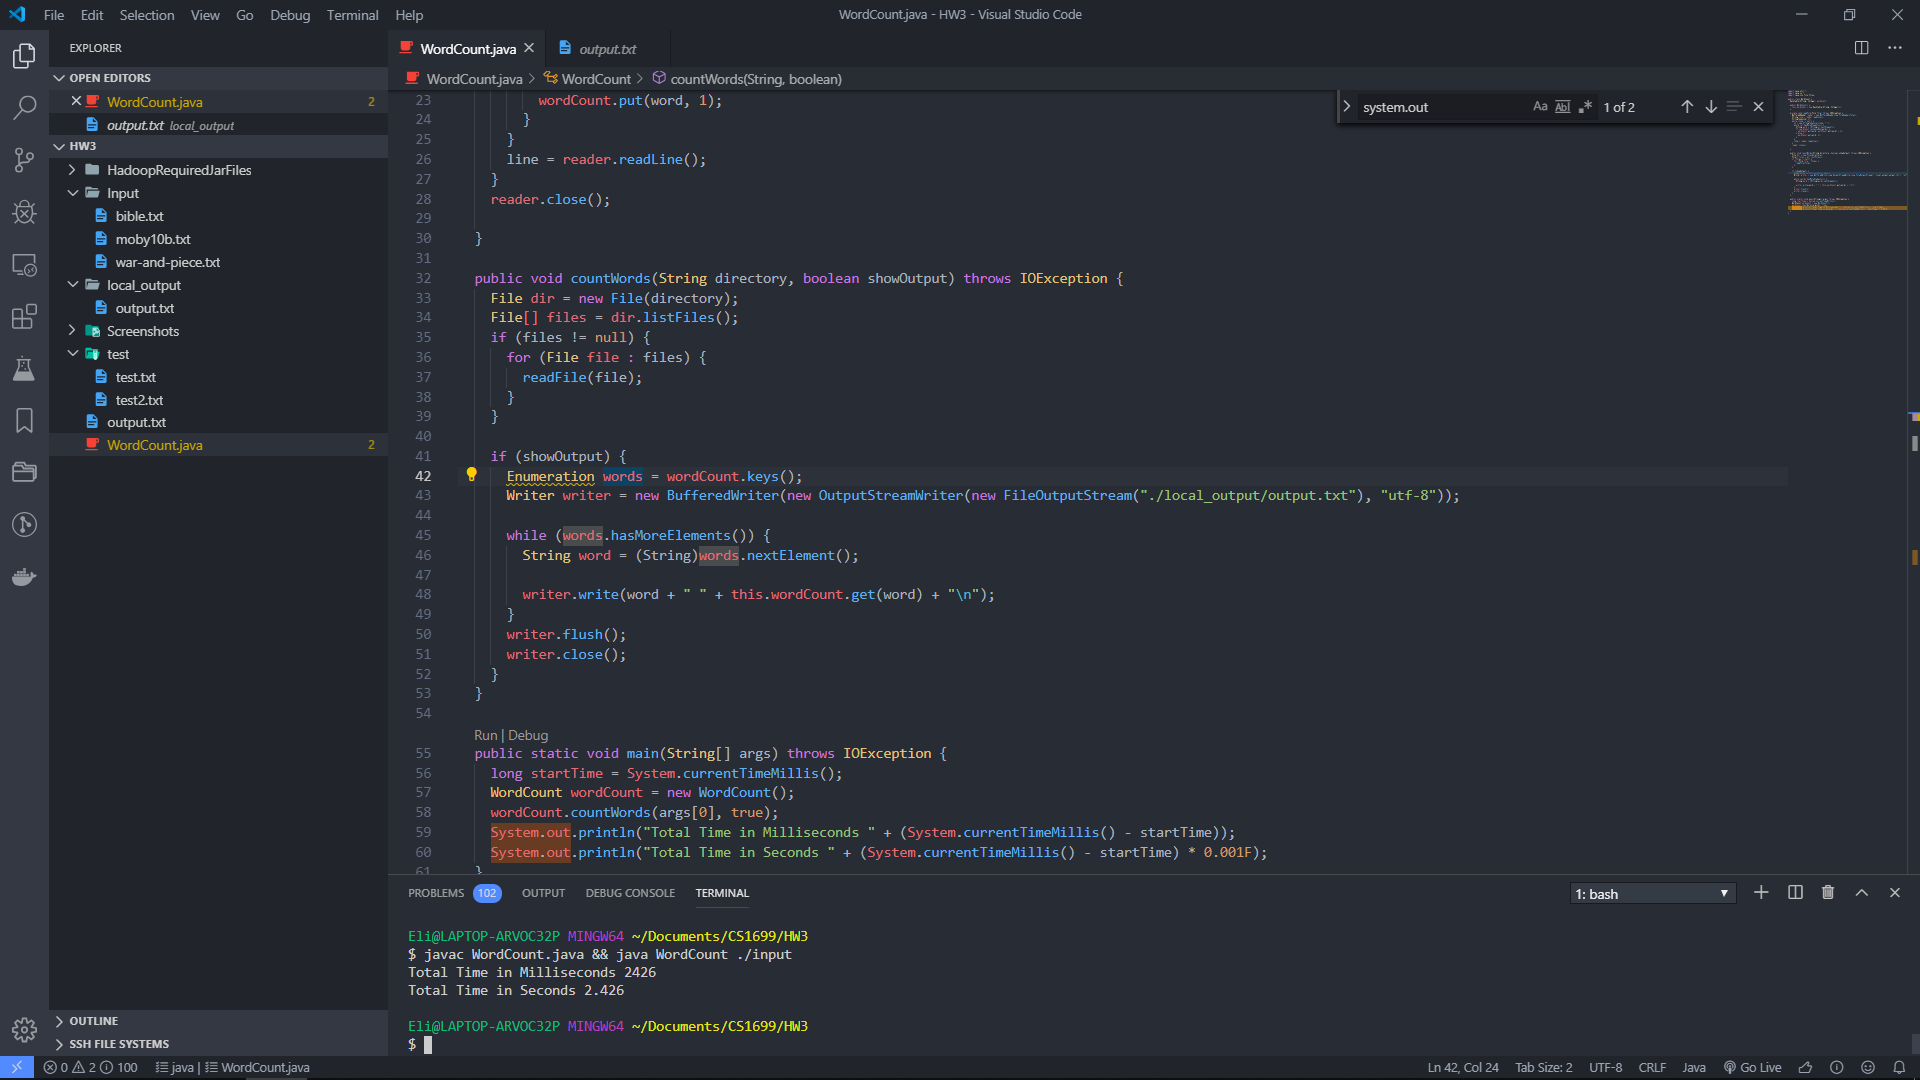 File Edit Selection View Go Debug Terminal Help
WordCount.java - HW3 - Visual Studio Code
EXPLORER
OPEN EDITORS
WordCount.java 2
output.txt local_output
HW3
HadoopRequiredJarFiles
Input
bible.txt
moby10b.txt
war-and-piece.txt
local_output
output.txt
Screenshots
test
test.txt
test2.txt
output.txt
WordCount.java 2
OUTLINE
SSH FILE SYSTEMS
WordCount.java output.txt
WordCount.java > WordCount > countWords(String, boolean)
system.out Aa Abl .* 1 of 2
23 wordCount.put(word, 1);
24 }
25 }
26 line = reader.readLine();
27 }
28 reader.close();
29
30 }
31
32 public void countWords(String directory, boolean showOutput) throws IOException {
33 File dir = new File(directory);
34 File[] files = dir.listFiles();
35 if (files != null) {
36 for (File file : files) {
37 readFile(file);
38 }
39 }
40
41 if (showOutput) {
42 Enumeration words = wordCount.keys();
43 Writer writer = new BufferedWriter(new OutputStreamWriter(new FileOutputStream("./local_output/output.txt"), "utf-8"));
44
45 while (words.hasMoreElements()) {
46 String word = (String)words.nextElement();
47
48 writer.write(word + " " + this.wordCount.get(word) + "\n");
49 }
50 writer.flush();
51 writer.close();
52 }
53 }
54
Run | Debug
55 public static void main(String[] args) throws IOException {
56 long startTime = System.currentTimeMillis();
57 WordCount wordCount = new WordCount();
58 wordCount.countWords(args[0], true);
59 System.out.println("Total Time in Milliseconds " + (System.currentTimeMillis() - startTime));
60 System.out.println("Total Time in Seconds " + (System.currentTimeMillis() - startTime) * 0.001F);
61 }
PROBLEMS 102 OUTPUT DEBUG CONSOLE TERMINAL 1: bash
Eli@LAPTOP-ARVOC32P MINGW64 ~/Documents/CS1699/HW3
$ javac WordCount.java && java WordCount ./input
Total Time in Milliseconds 2426
Total Time in Seconds 2.426
Eli@LAPTOP-ARVOC32P MINGW64 ~/Documents/CS1699/HW3
$
0 2 100 java | WordCount.java Ln 42, Col 24 Tab Size: 2 UTF-8 CRLF Java Go Live